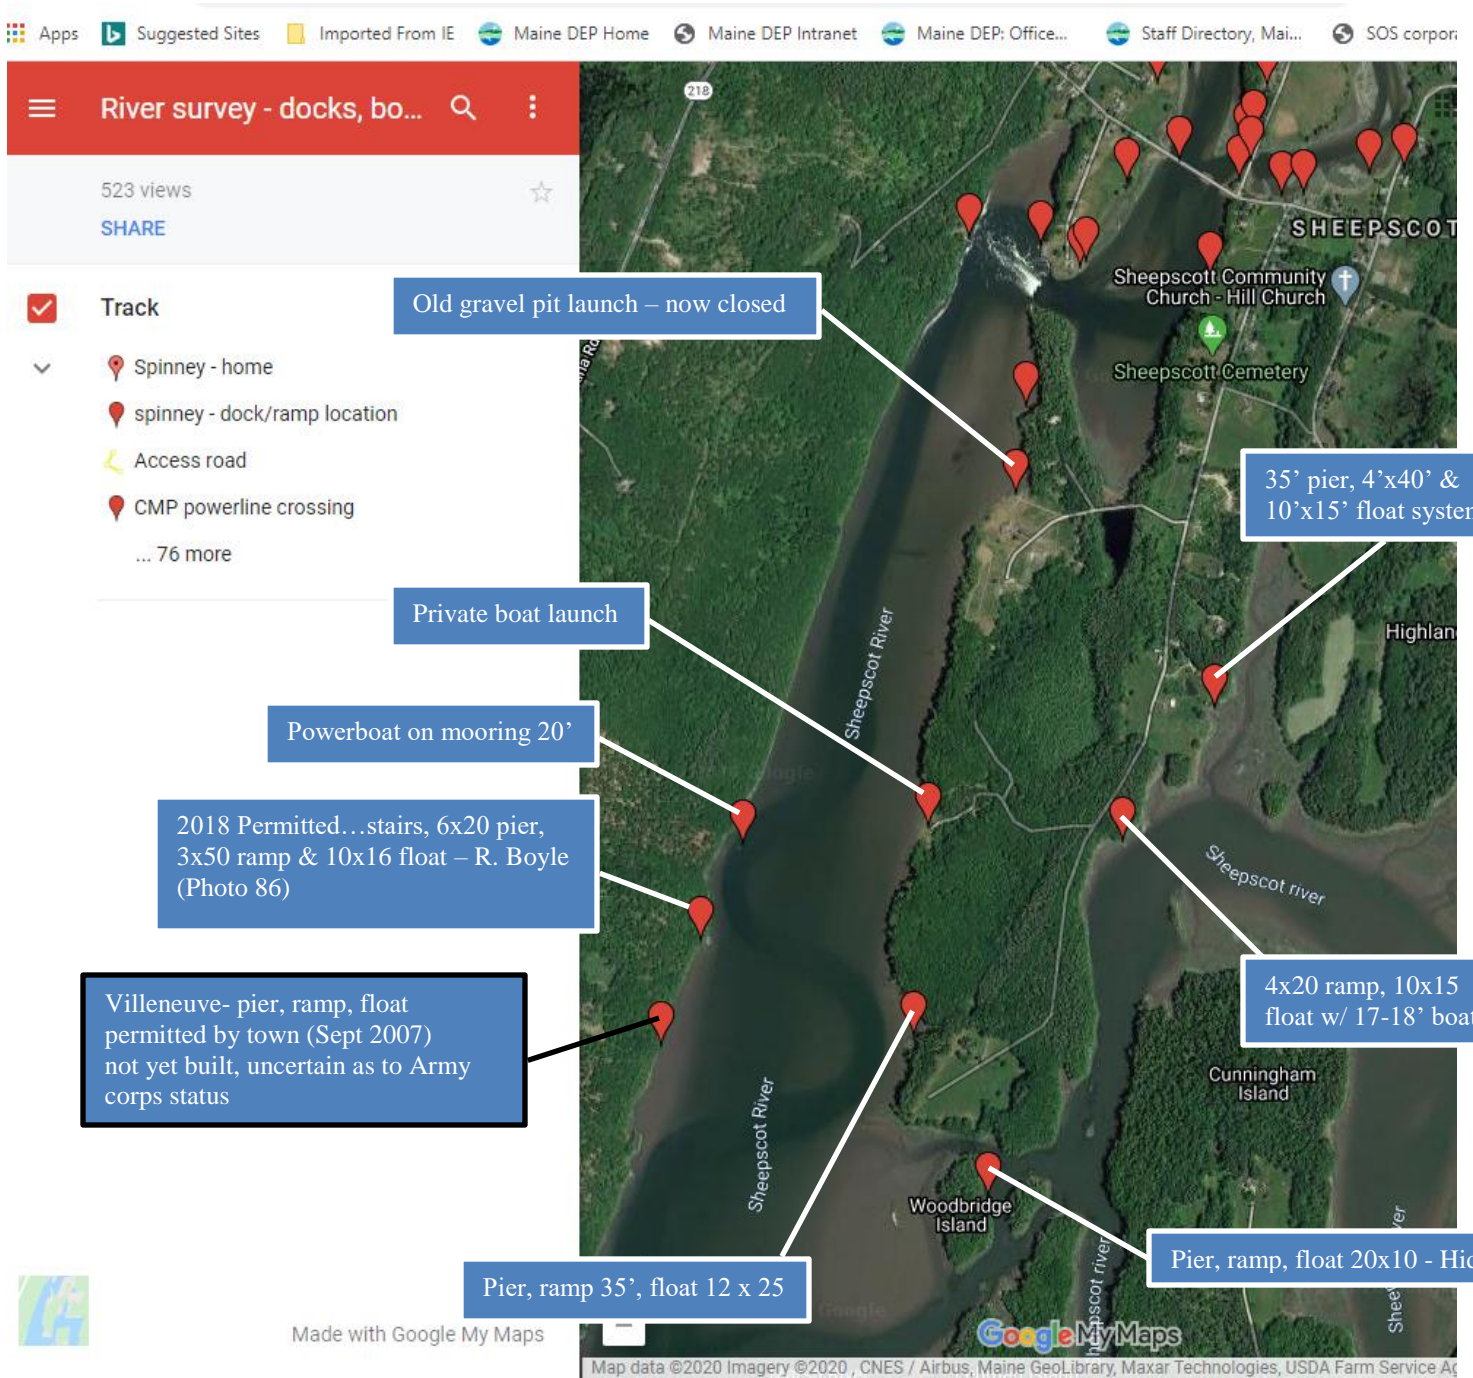 Apps Suggested Sites Imported From IE Maine DEP Home Maine DEP Intranet Maine DEP: Office... Staff Directory, Mai... SOS corpora
River survey - docks, bo...
523 views
SHARE
Track
Spinney - home
spinney - dock/ramp location
Access road
CMP powerline crossing
... 76 more
Made with Google My Maps
218
SHEEPSCOT
Sheepscott Community
Church - Hill Church
Sheepscott Cemetery
Old gravel pit launch – now closed
35’ pier, 4’x40’ &
10’x15’ float system
Private boat launch
Sheepscot River
Highlan
Powerboat on mooring 20’
2018 Permitted…stairs, 6x20 pier,
3x50 ramp & 10x16 float – R. Boyle
(Photo 86)
Sheepscot river
Villeneuve- pier, ramp, float
permitted by town (Sept 2007)
not yet built, uncertain as to Army
corps status
4x20 ramp, 10x15
float w/ 17-18’ boat
Cunningham
Island
Sheepscot River
Woodbridge
Island
Pier, ramp, float 20x10 - Hid
Pier, ramp 35’, float 12 x 25
Google My Maps
Map data ©2020 Imagery ©2020 , CNES / Airbus, Maine GeoLibrary, Maxar Technologies, USDA Farm Service Ag